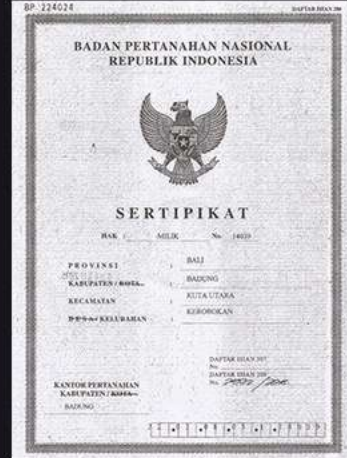 BP 224024
DAFTAR ISIAN 206
BADAN PERTANAHAN NASIONAL
REPUBLIK INDONESIA
SERTIPIKAT
HAK : MILIK No.
PROVINSI : BALI
KABUPATEN / KOTA : BADUNG
KECAMATAN : KUTA UTARA
DESA / KELURAHAN : KEROBOKAN
DAFTAR ISIAN 307
No.
DAFTAR ISIAN 208
No.
KANTOR PERTANAHAN
KABUPATEN / KOTA
BADUNG